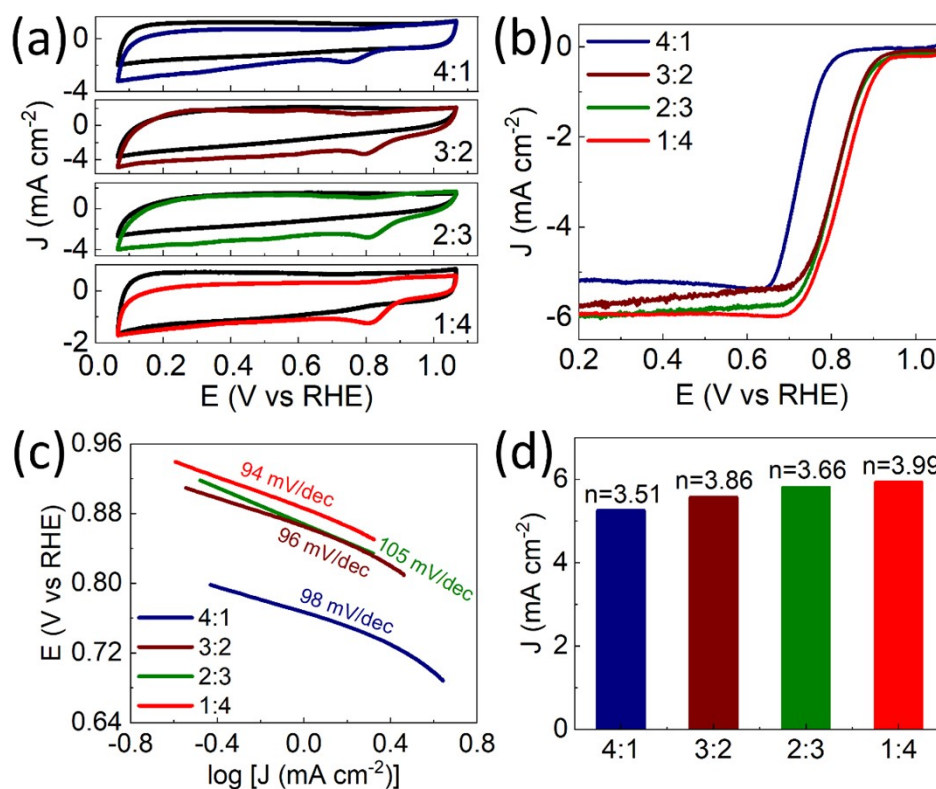 (a)
0
-4
4:1
0
-4
3:2
0
-4
2:3
0
-2
1:4
J (mA cm-2)
0.0 0.2 0.4 0.6 0.8 1.0
E (V vs RHE)
(b)
4:1
3:2
2:3
1:4
0
-2
-4
-6
J (mA cm-2)
0.2 0.4 0.6 0.8 1.0
E (V vs RHE)
(c)
0.96
0.88
0.80
0.72
0.64
E (V vs RHE)
94 mV/dec
96 mV/dec
105 mV/dec
98 mV/dec
4:1
3:2
2:3
1:4
-0.8 -0.4 0.0 0.4 0.8
log [J (mA cm-2)]
(d)
6
4
2
0
J (mA cm-2)
n=3.51 n=3.86 n=3.66 n=3.99
4:1 3:2 2:3 1:4